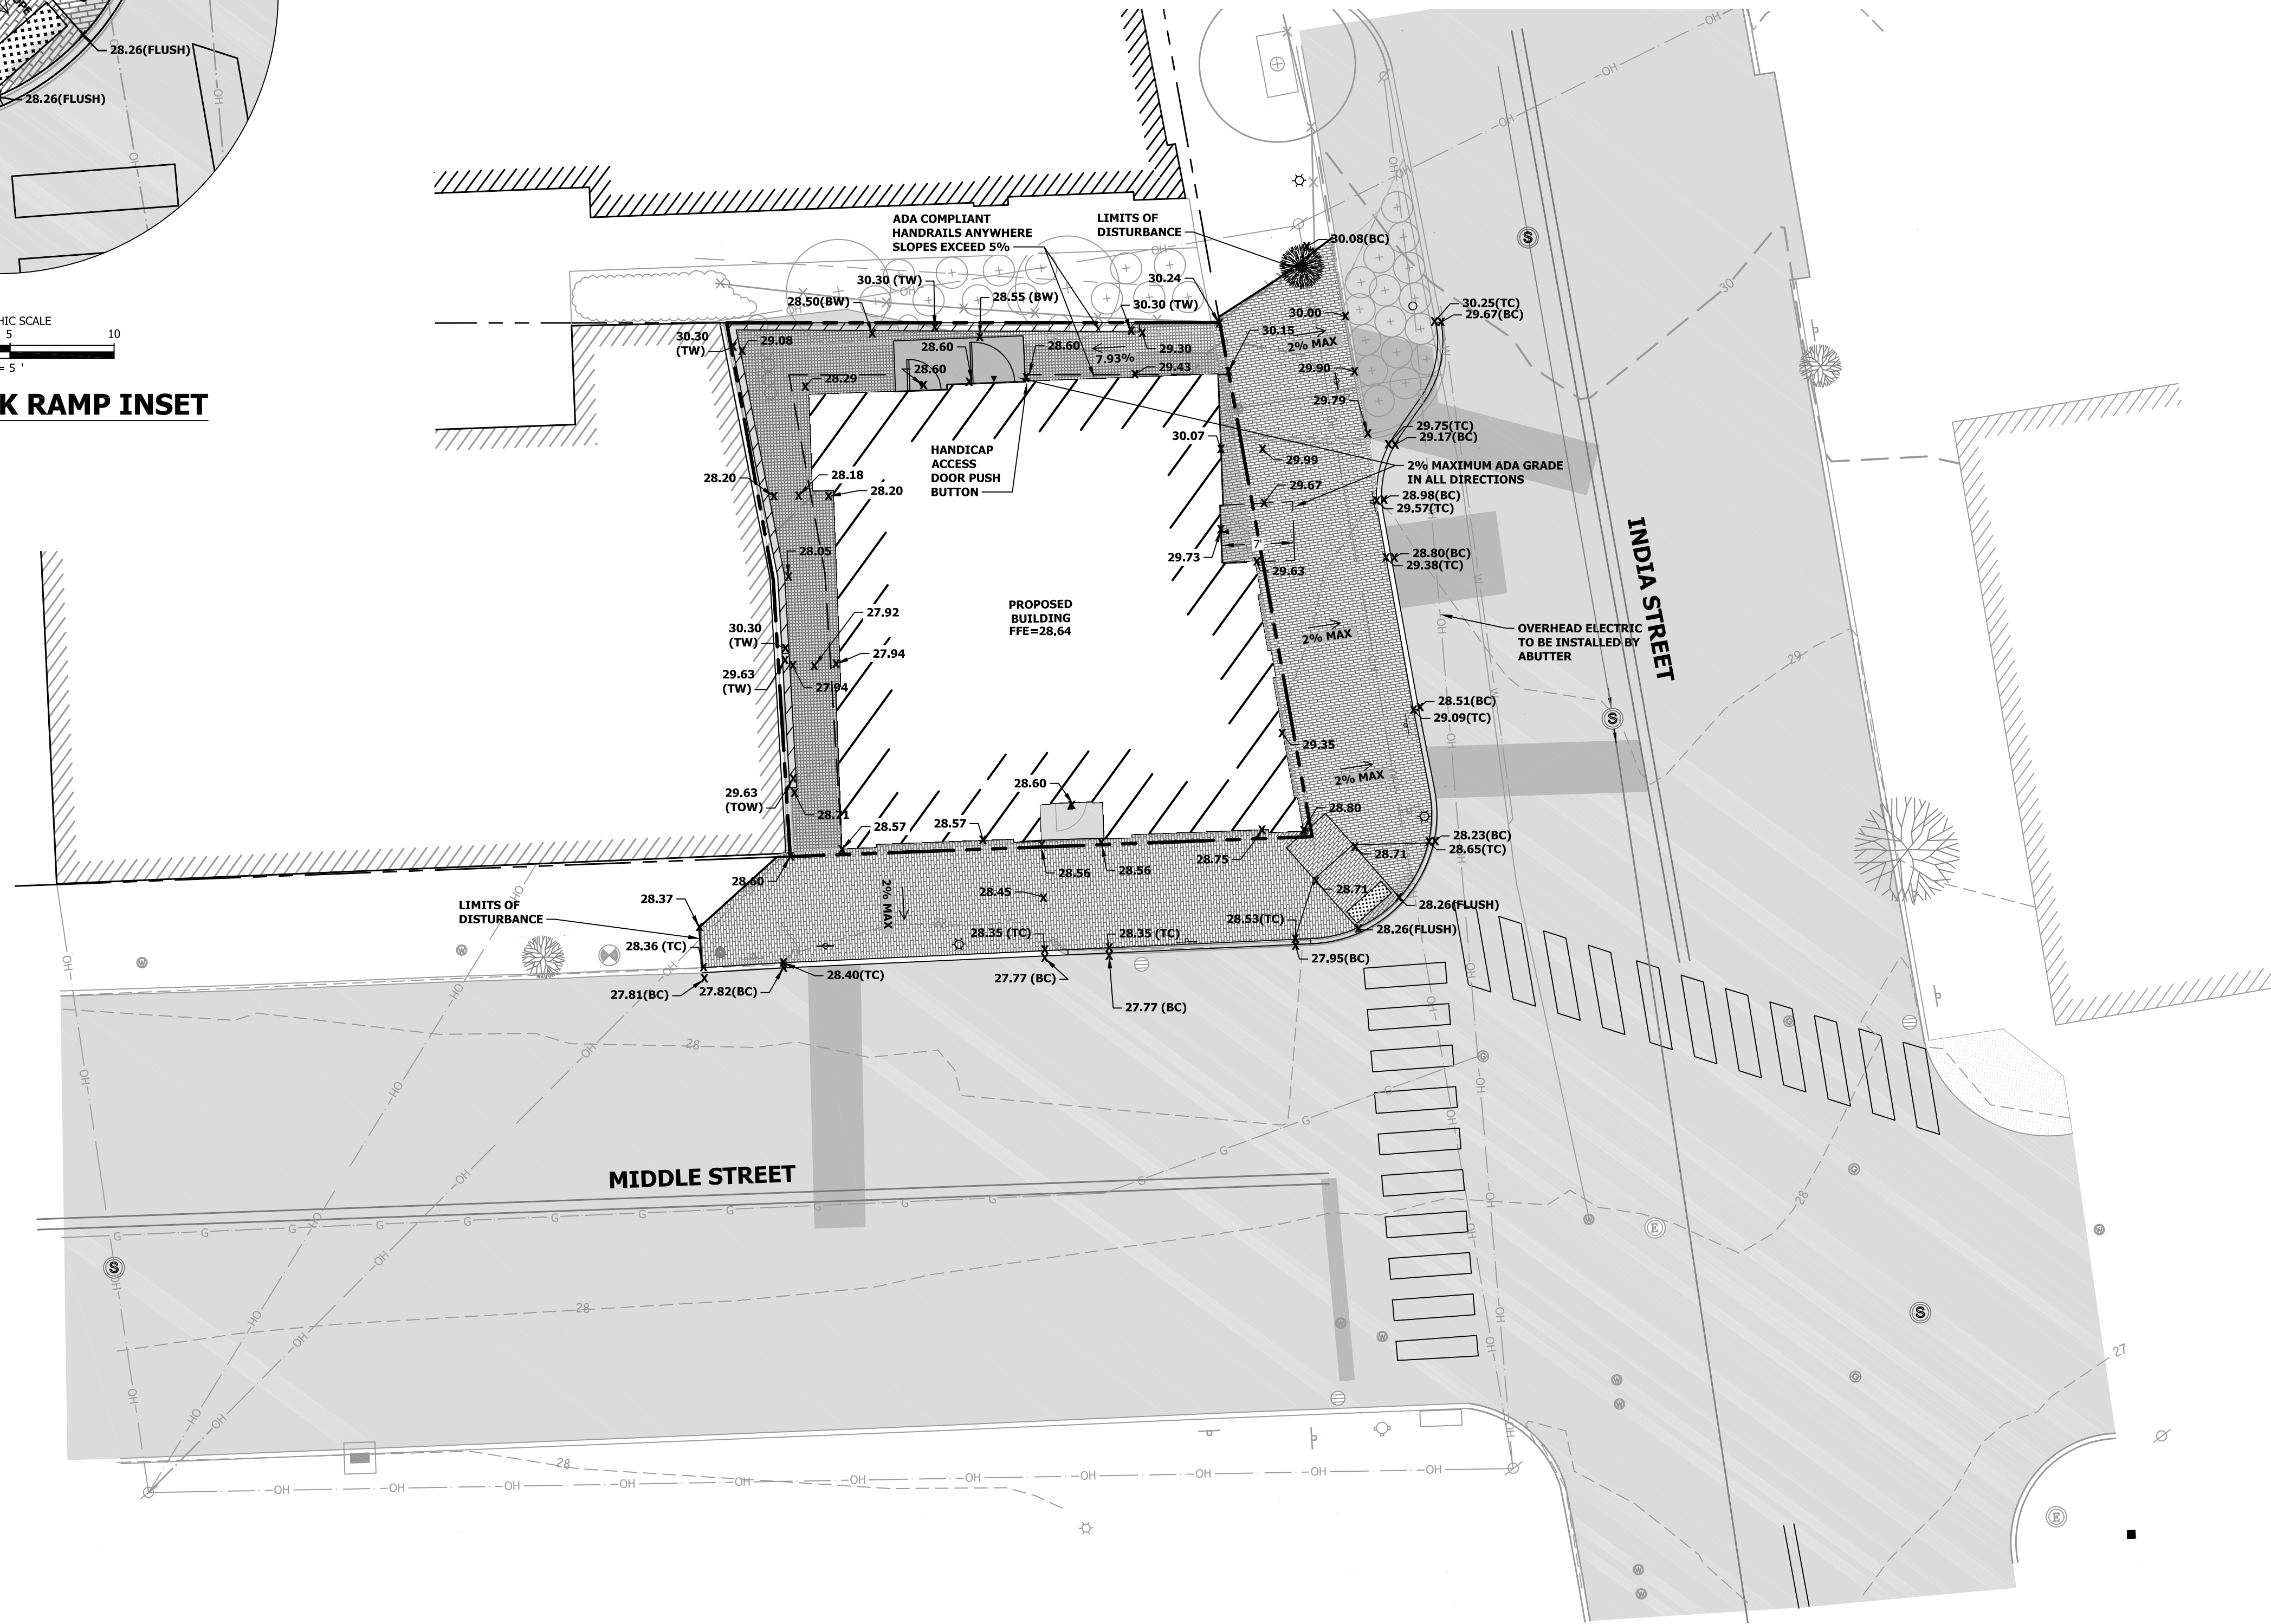 28.26(FLUSH)
28.26(FLUSH)
HIC SCALE
5 10
= 5 '
K RAMP INSET
ADA COMPLIANT
HANDRAILS ANYWHERE
SLOPES EXCEED 5%
LIMITS OF
DISTURBANCE
30.08(BC)
30.24
30.30 (TW)
28.50(BW)
28.55 (BW)
30.30 (TW)
30.00
30.25(TC)
29.67(BC)
30.30
(TW)
29.08
28.60
28.60
29.30
7.93%
30.15
2% MAX
28.60
29.43
29.90
28.29
29.79
29.75(TC)
29.17(BC)
30.07
HANDICAP
ACCESS
DOOR PUSH
BUTTON
29.99
2% MAXIMUM ADA GRADE
IN ALL DIRECTIONS
28.20
28.18
28.20
29.67
28.98(BC)
29.57(TC)
28.05
29.73
7'
29.63
28.80(BC)
29.38(TC)
INDIA STREET
30
29
PROPOSED
BUILDING
FFE=28.64
27.92
30.30
(TW)
27.94
29.63
(TW)
27.94
2% MAX
OVERHEAD ELECTRIC
TO BE INSTALLED BY
ABUTTER
28.51(BC)
29.09(TC)
29.35
2% MAX
29.63
(TOW)
28.71
28.60
28.57
28.57
28.80
28.75
28.23(BC)
28.65(TC)
28.71
28.56
28.56
28.60
28.37
2% MAX
28.45
28.71
28.26(FLUSH)
LIMITS OF
DISTURBANCE
28.36 (TC)
28.35 (TC)
28.35 (TC)
28.53(TC)
28.26(FLUSH)
28.40(TC)
27.81(BC)
27.82(BC)
27.77 (BC)
27.77 (BC)
27.95(BC)
28
28
MIDDLE STREET
28
28
28
27